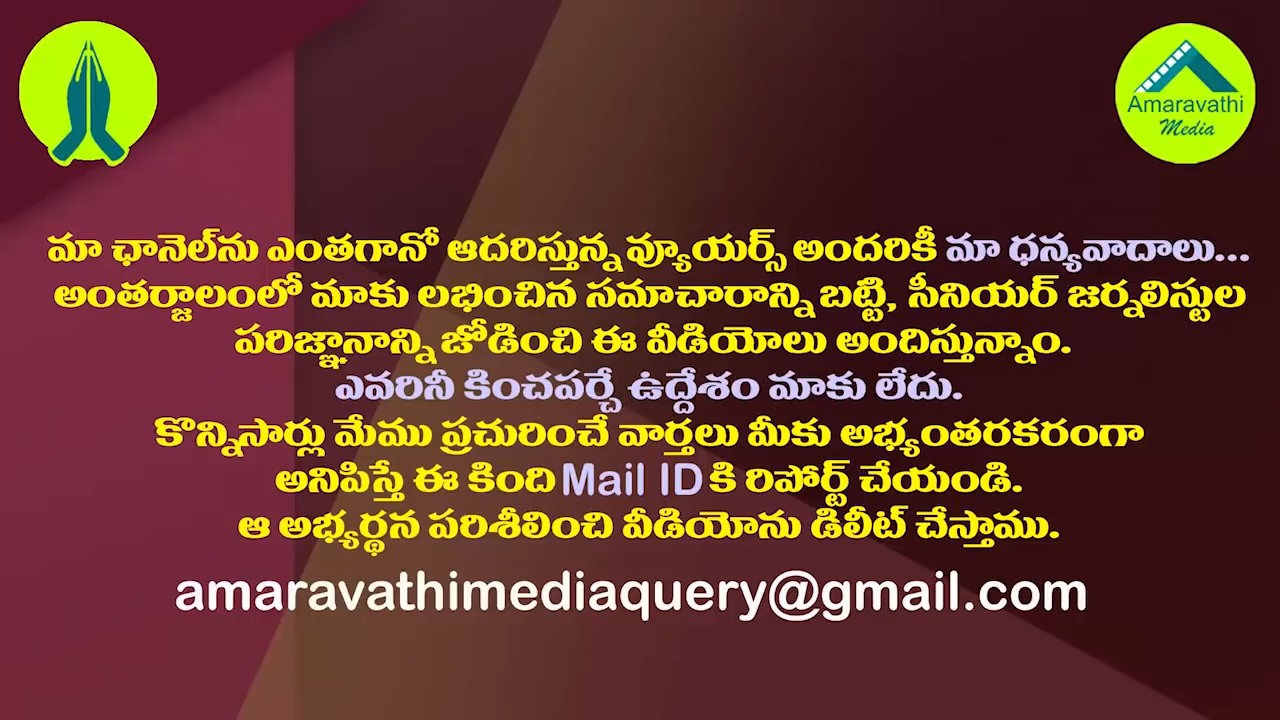 Amaravathi
Media
మా ఛానెల్‌ను ఎంతగానో ఆదరిస్తున్న వ్యూయర్స్ అందరికీ మా ధన్యవాదాలు...
అంతర్జాలంలో మాకు లభించిన సమాచారాన్ని బట్టి, సీనియర్ జర్నలిస్టుల
పరిజ్ఞానాన్ని జోడించి ఈ వీడియోలు అందిస్తున్నాం.
ఎవరినీ కించపర్చే ఉద్దేశం మాకు లేదు.
కొన్నిసార్లు మేము ప్రచురించే వార్తలు మీకు అభ్యంతరకరంగా
అనిపిస్తే ఈ కింది Mail ID కి రిపోర్ట్ చేయండి.
ఆ అభ్యర్థన పరిశీలించి వీడియోను డిలీట్ చేస్తాము.
amaravathimediaquery@gmail.com